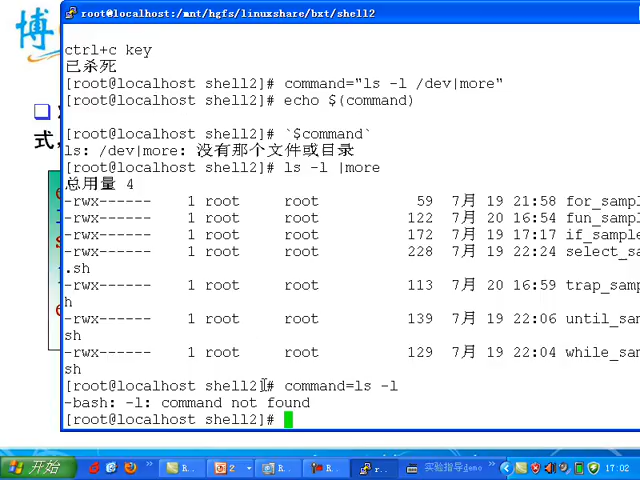 root@localhost:/mnt/hgfs/linuxshare/bxt/shell2
博
ctrl+c key
已杀死
[root@localhost shell2]# command="ls -l /dev|more"
[root@localhost shell2]# echo $(command)
[root@localhost shell2]# `$command`
式,
ls: /dev|more: 没有那个文件或目录
[root@localhost shell2]# ls -l |more
总用量 4
-rwx------ 1 root root 59 7月 19 21:58 for_sampl
-rwx------ 1 root root 122 7月 20 16:54 fun_sampl
-rwx------ 1 root root 172 7月 19 17:17 if_sample
-rwx------ 1 root root 228 7月 19 22:24 select_sa
.sh
-rwx------ 1 root root 113 7月 20 16:59 trap_samp
h
-rwx------ 1 root root 139 7月 19 22:06 until_san
sh
-rwx------ 1 root root 129 7月 19 22:04 while_sam
sh
[root@localhost shell2]# command=ls -l
-bash: -l: command not found
[root@localhost shell2]#
开始 R... 2 R... R... r... 实验指导demo 17:02